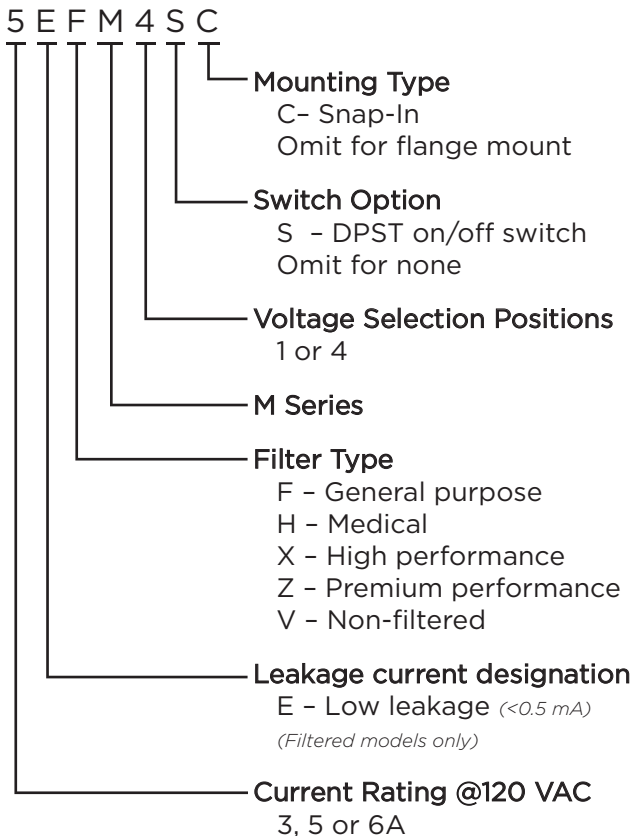 5 E F M 4 S C
Mounting Type
C– Snap-In
Omit for flange mount
Switch Option
S – DPST on/off switch
Omit for none
Voltage Selection Positions
1 or 4
M Series
Filter Type
F – General purpose
H – Medical
X – High performance
Z – Premium performance
V – Non-filtered
Leakage current designation
E – Low leakage (<0.5 mA)
(Filtered models only)
Current Rating @120 VAC
3, 5 or 6A